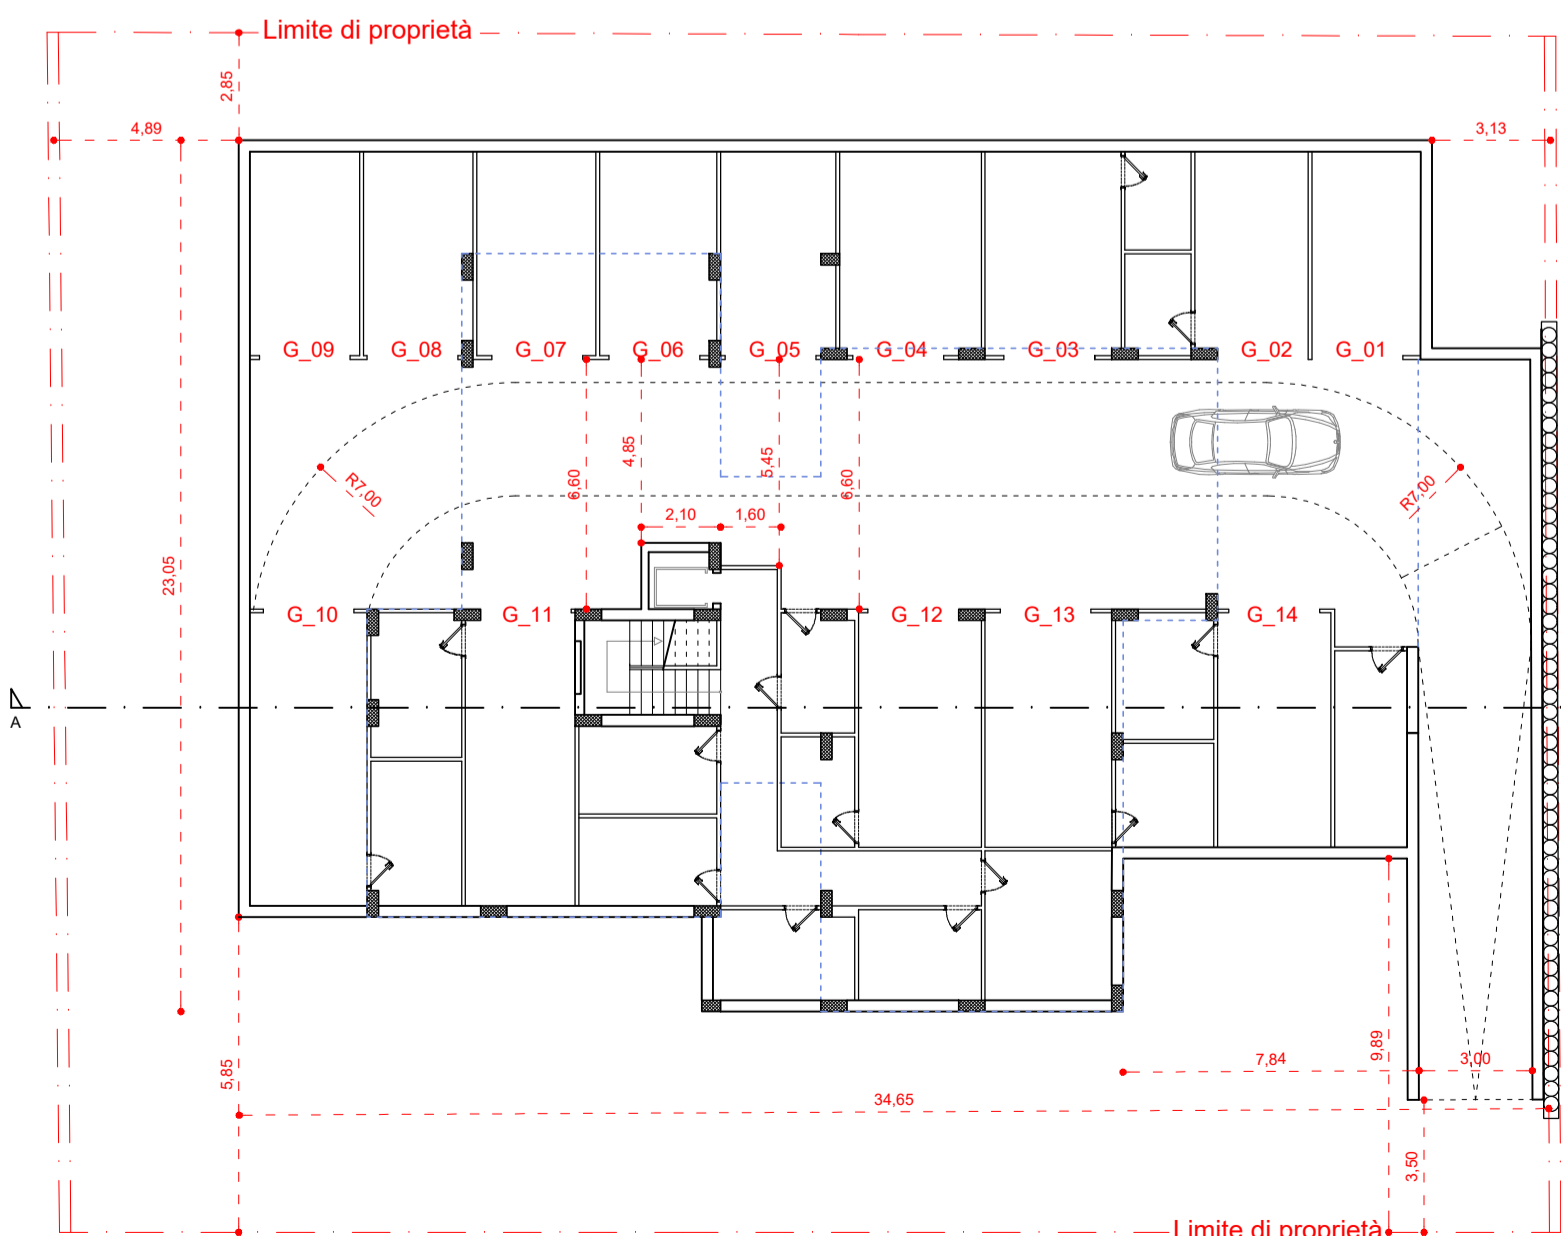 Limite di proprietà
2,85
4,89
3,13
G_09
G_08
G_07
G_06
G_05
G_04
G_03
G_02
G_01
4,85
5,45
6,60
6,60
R7,00
R7,00
2,10
1,60
23,05
G_10
G_11
G_12
G_13
G_14
A
7,84
9,89
3,00
5,85
34,65
3,50
Limite di proprietà